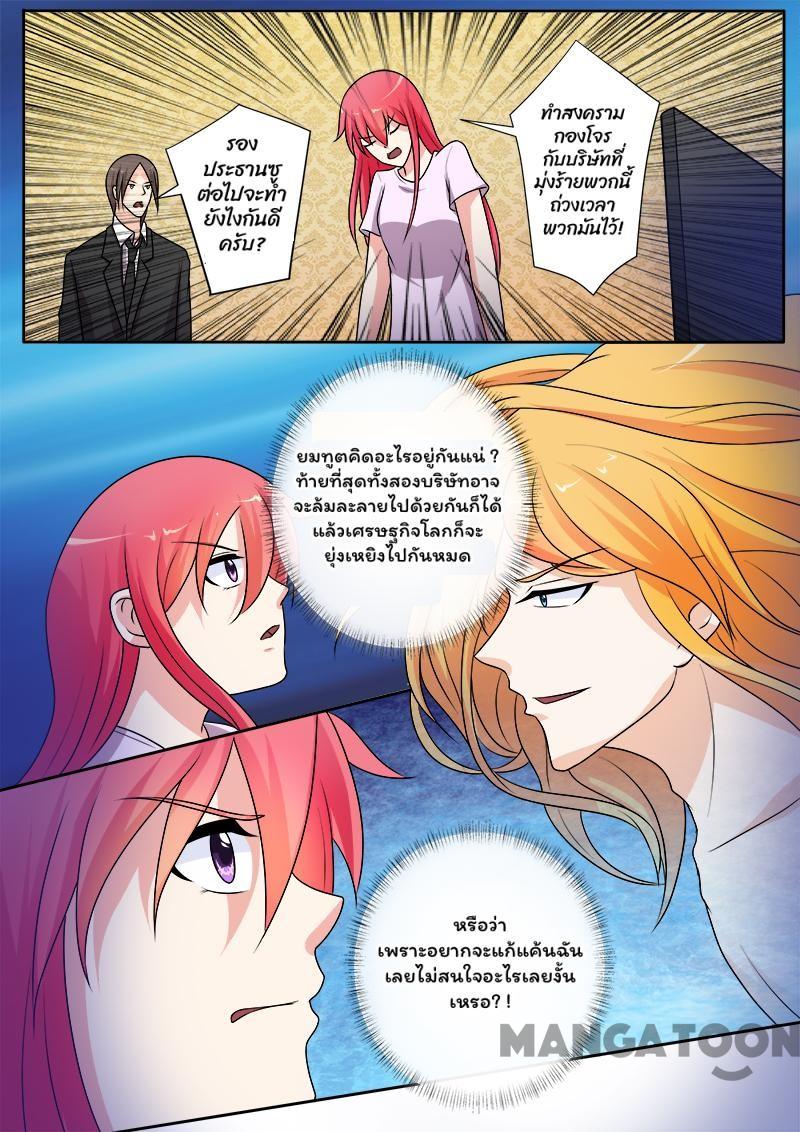 รอง
ประธานซู
ต่อไปจะทำ
ยังไงกันดี
ครับ?
ทำสงคราม
กองโจร
กับบริษัทที่
มุ่งร้ายพวกนี้
ถ่วงเวลา
พวกมันไว้!
ยมทูตคิดอะไรอยู่กันแน่ ?
ท้ายที่สุดทั้งสองบริษัทอาจ
จะล้มละลายไปด้วยกันก็ได้
แล้วเศรษฐกิจโลกก็จะ
ยุ่งเหยิงไปกันหมด
หรือว่า
เพราะอยากจะแก้แค้นฉัน
เลยไม่สนใจอะไรเลยงั้น
เหรอ? !
MANGATOON